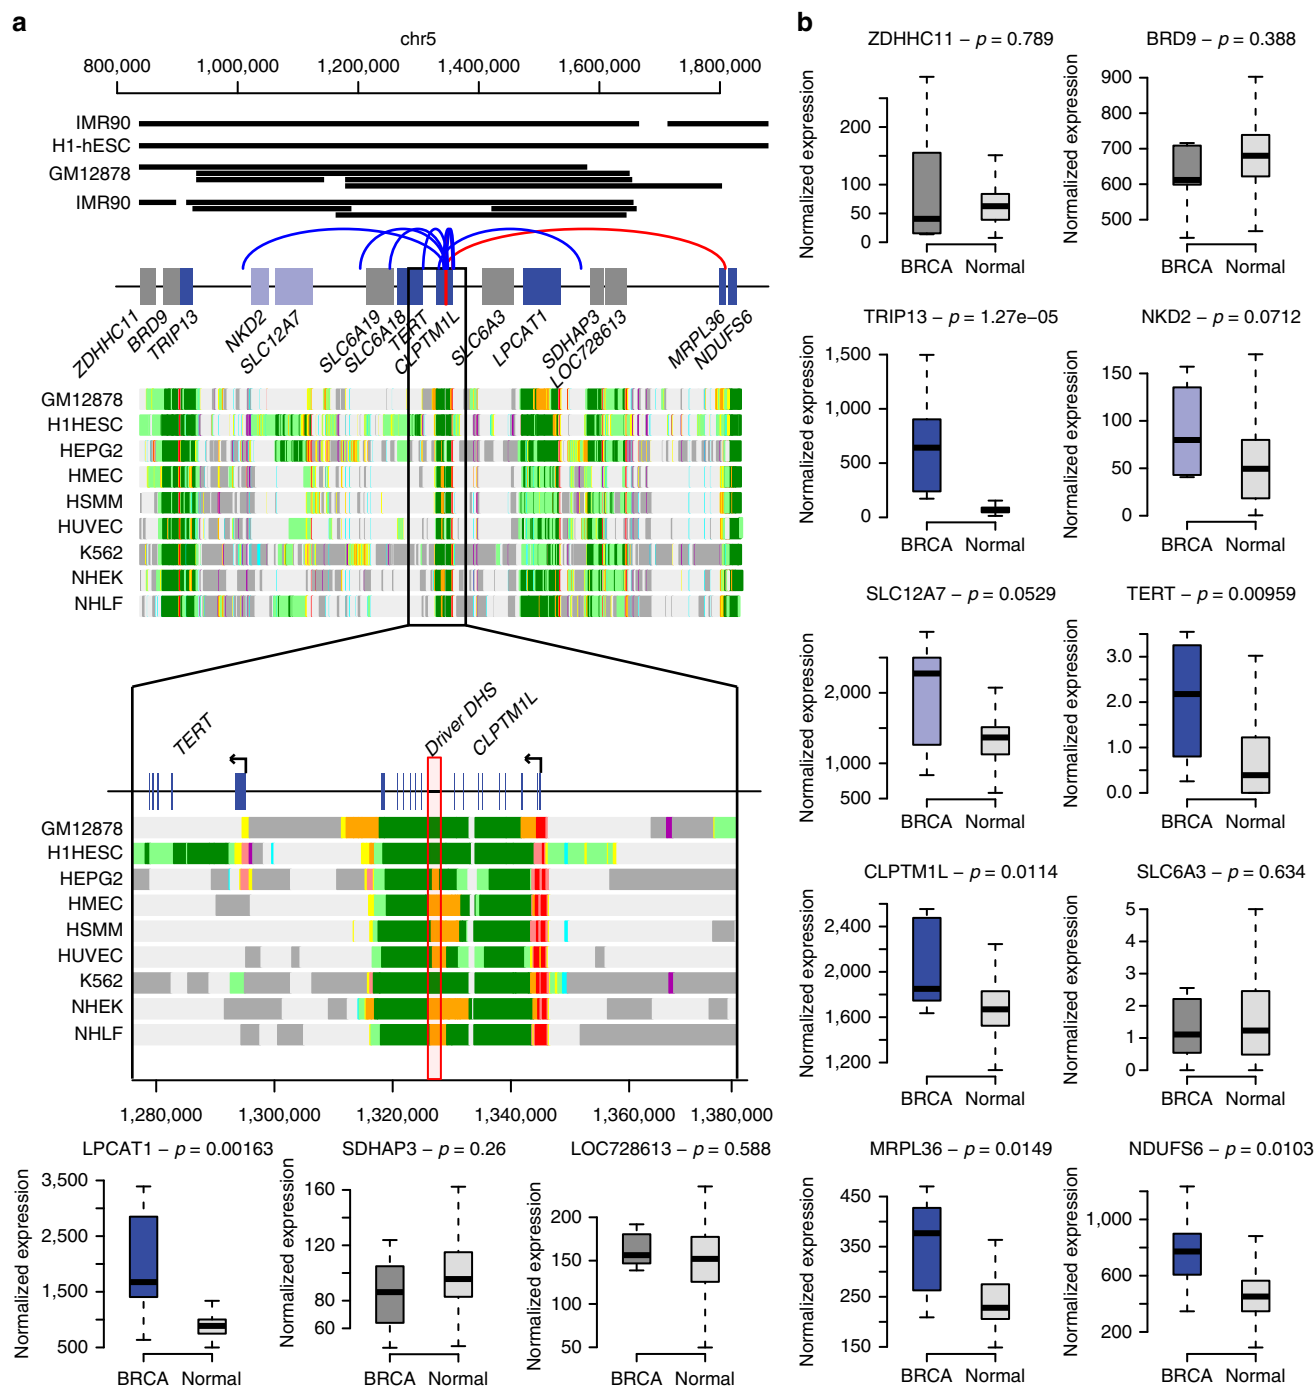 a
chr5
800,000 1,000,000 1,200,000 1,400,000 1,600,000 1,800,000
IMR90
H1-hESC
GM12878
IMR90
ZDHHC11 BRD9 TRIP13 NKD2 SLC12A7 SLC6A19 SLC6A18 TERT CLPTM1L SLC6A3 LPCAT1 SDHAP3 LOC728613 MRPL36 NDUFS6
GM12878
H1HESC
HEPG2
HMEC
HSMM
HUVEC
K562
NHEK
NHLF
TERT Driver DHS CLPTM1L
GM12878
H1HESC
HEPG2
HMEC
HSMM
HUVEC
K562
NHEK
NHLF
1,280,000 1,300,000 1,320,000 1,340,000 1,360,000 1,380,000
LPCAT1 – p = 0.00163
Normalized expression
3,500
2,500
1,500
500
BRCA Normal
SDHAP3 – p = 0.26
Normalized expression
160
120
80
60
BRCA Normal
LOC728613 – p = 0.588
Normalized expression
200
150
100
50
BRCA Normal
b
ZDHHC11 – p = 0.789
Normalized expression
200
100
50
0
BRCA Normal
BRD9 – p = 0.388
Normalized expression
900
800
700
600
500
BRCA Normal
TRIP13 – p = 1.27e-05
Normalized expression
1,500
1,000
500
0
BRCA Normal
NKD2 – p = 0.0712
Normalized expression
150
100
50
0
BRCA Normal
SLC12A7 – p = 0.0529
Normalized expression
2,000
1,000
500
BRCA Normal
TERT – p = 0.00959
Normalized expression
3.0
2.0
1.0
0.0
BRCA Normal
CLPTM1L – p = 0.0114
Normalized expression
2,400
2,000
1,600
1,200
BRCA Normal
SLC6A3 – p = 0.634
Normalized expression
5
4
3
2
1
0
BRCA Normal
MRPL36 – p = 0.0149
Normalized expression
450
350
250
150
BRCA Normal
NDUFS6 – p = 0.0103
Normalized expression
1,000
600
200
BRCA Normal